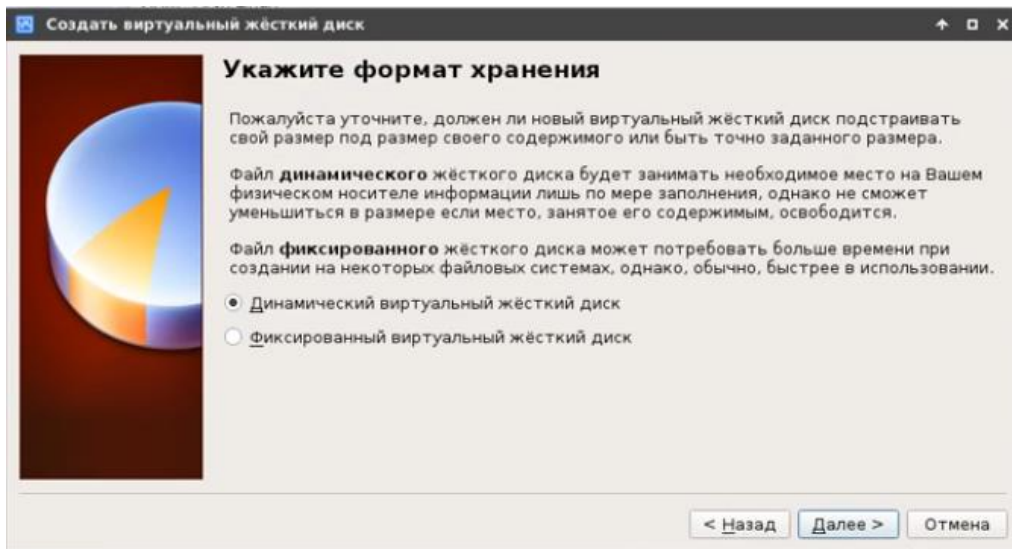 Создать виртуальный жёсткий диск
Укажите формат хранения
Пожалуйста уточните, должен ли новый виртуальный жёсткий диск подстраивать
свой размер под размер своего содержимого или быть точно заданного размера.
Файл динамического жёсткого диска будет занимать необходимое место на Вашем
физическом носителе информации лишь по мере заполнения, однако не сможет
уменьшиться в размере если место, занятое его содержимым, освободится.
Файл фиксированного жёсткого диска может потребовать больше времени при
создании на некоторых файловых системах, однако, обычно, быстрее в использовании.
Динамический виртуальный жёсткий диск
Фиксированный виртуальный жёсткий диск
< Назад Далее > Отмена